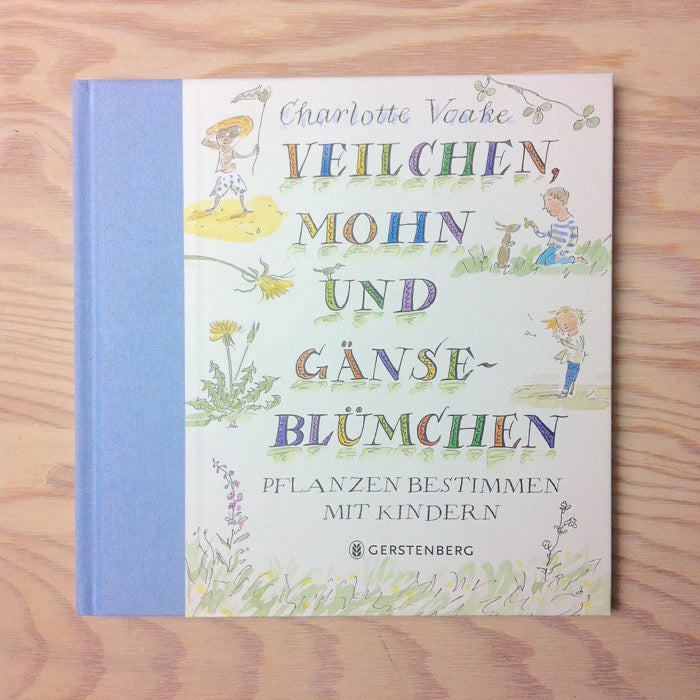 Charlotte Voake
VEILCHEN,
MOHN
UND
GÄNSE-
BLÜMCHEN
PFLANZEN BESTIMMEN
MIT KINDERN
GERSTENBERG